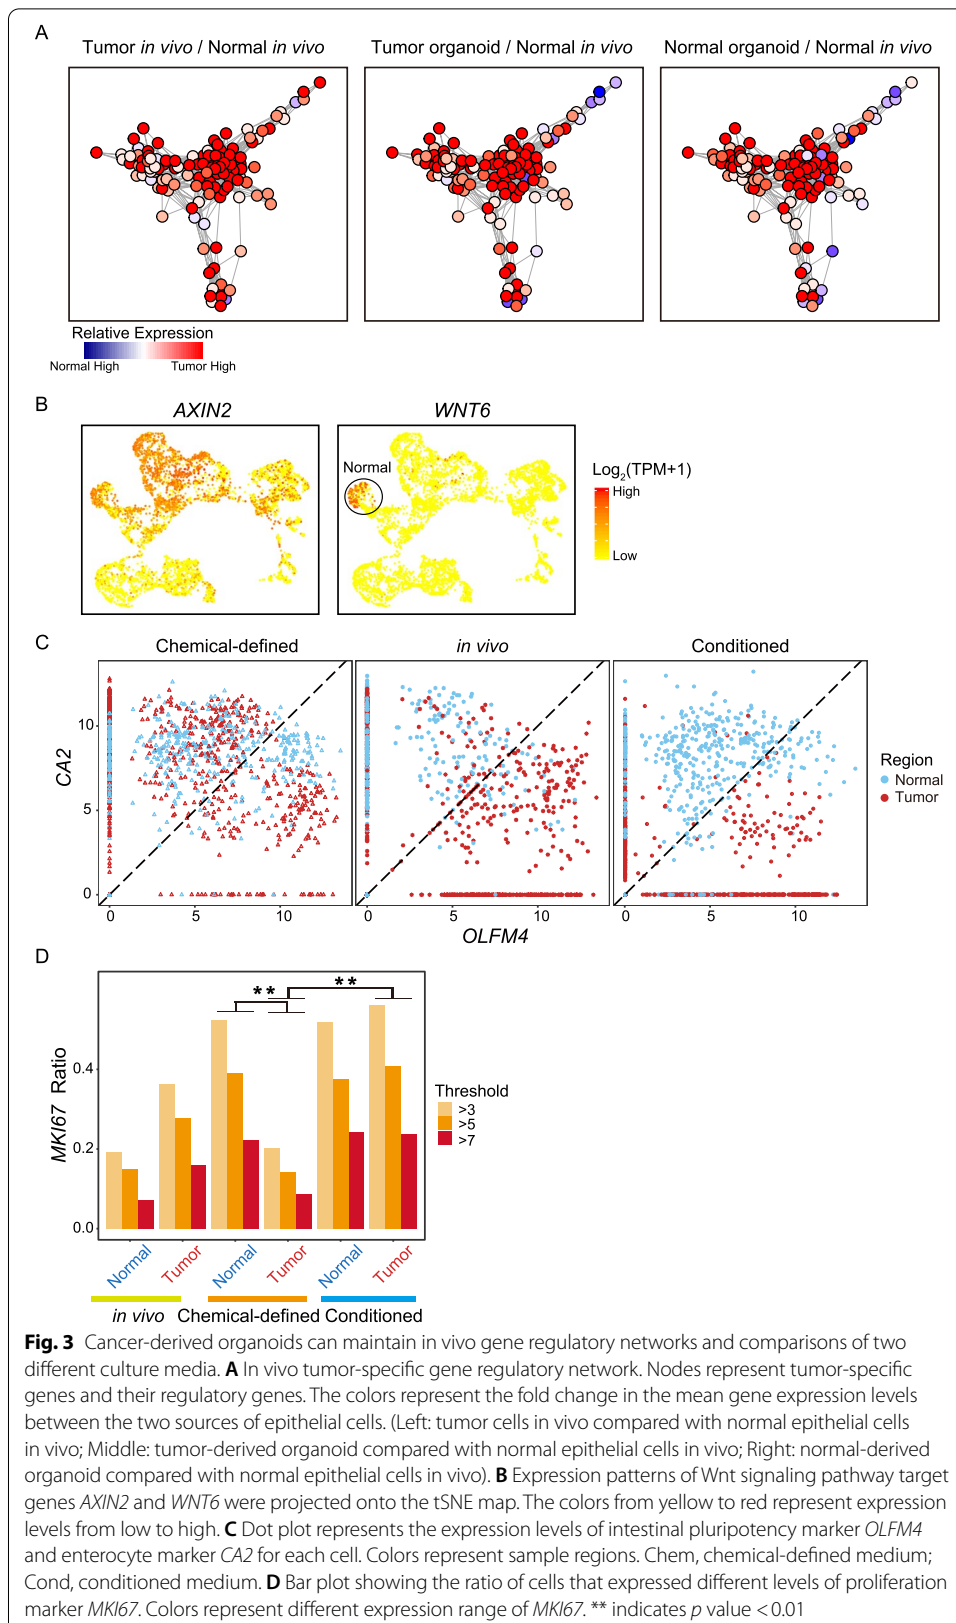 A
Tumor in vivo / Normal in vivo
Tumor organoid / Normal in vivo
Normal organoid / Normal in vivo
Relative Expression
Normal High
Tumor High
B
AXIN2
WNT6
Normal
Log2(TPM+1)
High
Low
C
Chemical-defined
in vivo
Conditioned
CA2
10
5
0
0 5 10
5 10
0 5 10
0
OLFM4
Region
Normal
Tumor
D
** **
MKI67 Ratio
0.4
0.2
0.0
Threshold
>3
>5
>7
Normal Tumor Normal Tumor Normal Tumor
in vivo Chemical-defined Conditioned
Fig. 3 Cancer-derived organoids can maintain in vivo gene regulatory networks and comparisons of two
different culture media. A In vivo tumor-specific gene regulatory network. Nodes represent tumor-specific
genes and their regulatory genes. The colors represent the fold change in the mean gene expression levels
between the two sources of epithelial cells. (Left: tumor cells in vivo compared with normal epithelial cells
in vivo; Middle: tumor-derived organoid compared with normal epithelial cells in vivo; Right: normal-derived
organoid compared with normal epithelial cells in vivo). B Expression patterns of Wnt signaling pathway target
genes AXIN2 and WNT6 were projected onto the tSNE map. The colors from yellow to red represent expression
levels from low to high. C Dot plot represents the expression levels of intestinal pluripotency marker OLFM4
and enterocyte marker CA2 for each cell. Colors represent sample regions. Chem, chemical-defined medium;
Cond, conditioned medium. D Bar plot showing the ratio of cells that expressed different levels of proliferation
marker MKI67. Colors represent different expression range of MKI67. ** indicates p value < 0.01